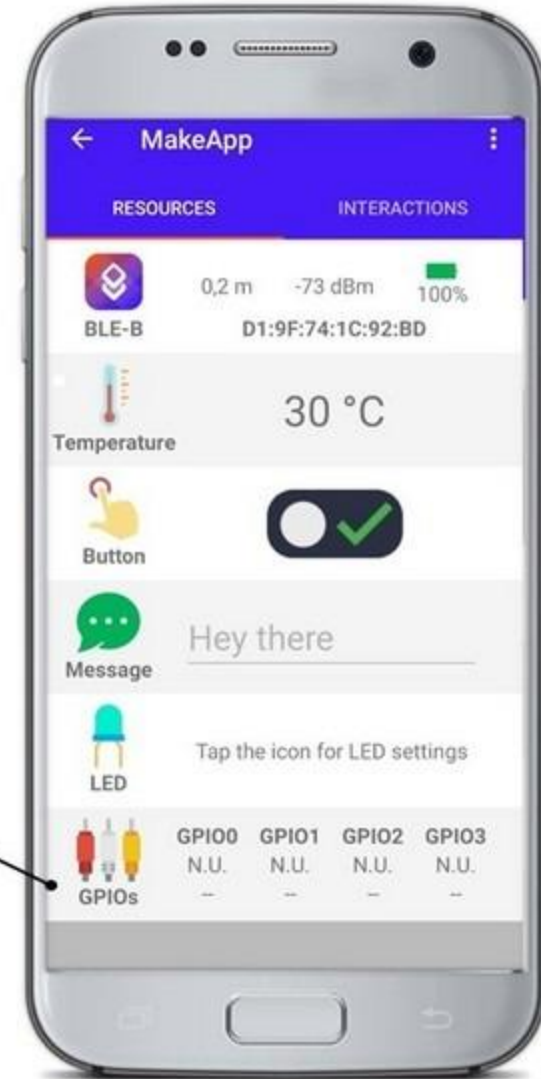 MakeApp
RESOURCES INTERACTIONS
0,2 m -73 dBm 100%
BLE-B D1:9F:74:1C:92:BD
30 °C
Temperature
Button
Hey there
Message
Tap the icon for LED settings
LED
GPIO0 GPIO1 GPIO2 GPIO3
N.U. N.U. N.U. N.U.
-- -- -- --
GPIOs